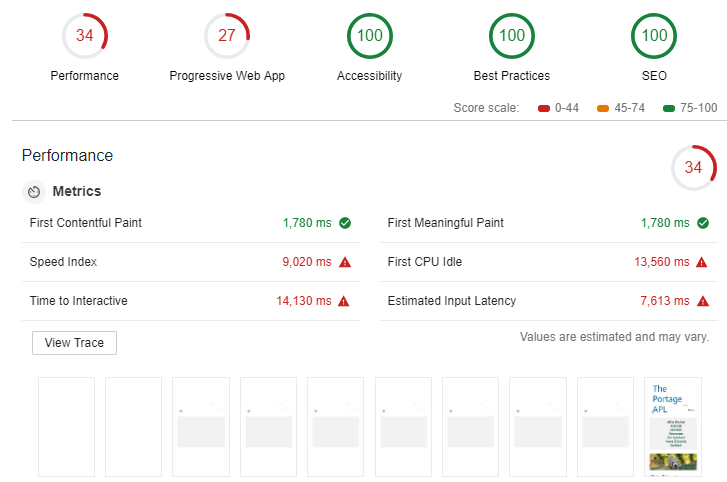 34 27 100 100 100
Performance Progressive Web App Accessibility Best Practices SEO
Score scale: 0-44 45-74 75-100
Performance 34
Metrics
First Contentful Paint 1,780 ms First Meaningful Paint 1,780 ms
Speed Index 9,020 ms First CPU Idle 13,560 ms
Time to Interactive 14,130 ms Estimated Input Latency 7,613 ms
View Trace Values are estimated and may vary.
The
Portage
APL